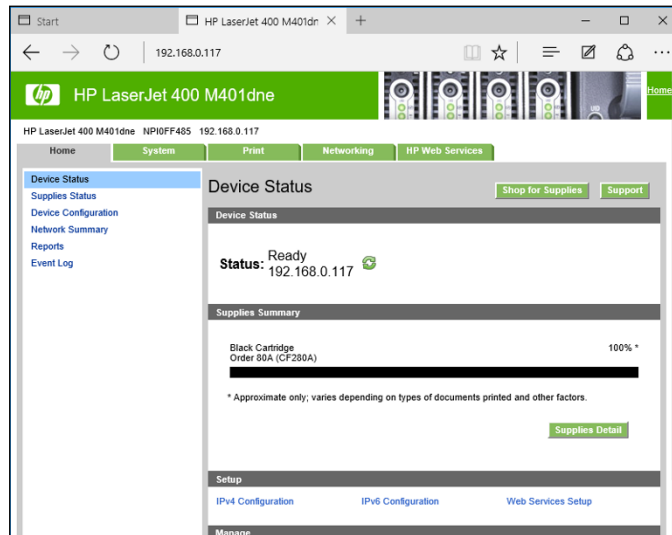 Start
HP LaserJet 400 M401dn
192.168.0.117
hp HP LaserJet 400 M401dne
Home
HP LaserJet 400 M401dne NPI0FF485 192.168.0.117
Home System Print Networking HP Web Services
Device Status
Supplies Status
Device Configuration
Network Summary
Reports
Event Log
Device Status
Shop for Supplies Support
Device Status
Status: Ready
192.168.0.117
Supplies Summary
Black Cartridge 100% *
Order 80A (CF280A)
* Approximate only; varies depending on types of documents printed and other factors.
Supplies Detail
Setup
IPv4 Configuration IPv6 Configuration Web Services Setup
Manage